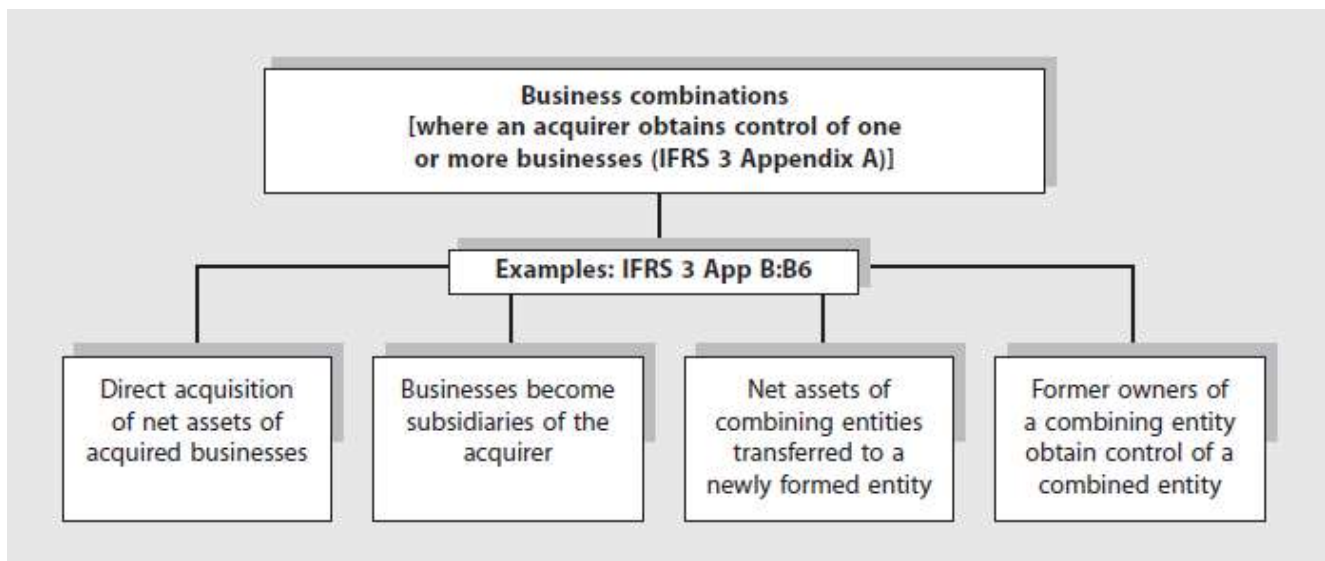 Business combinations
[where an acquirer obtains control of one
or more businesses (IFRS 3 Appendix A)]
Examples: IFRS 3 App B:B6
Direct acquisition
of net assets of
acquired businesses
Businesses become
subsidiaries of the
acquirer
Net assets of
combining entities
transferred to a
newly formed entity
Former owners of
a combining entity
obtain control of a
combined entity